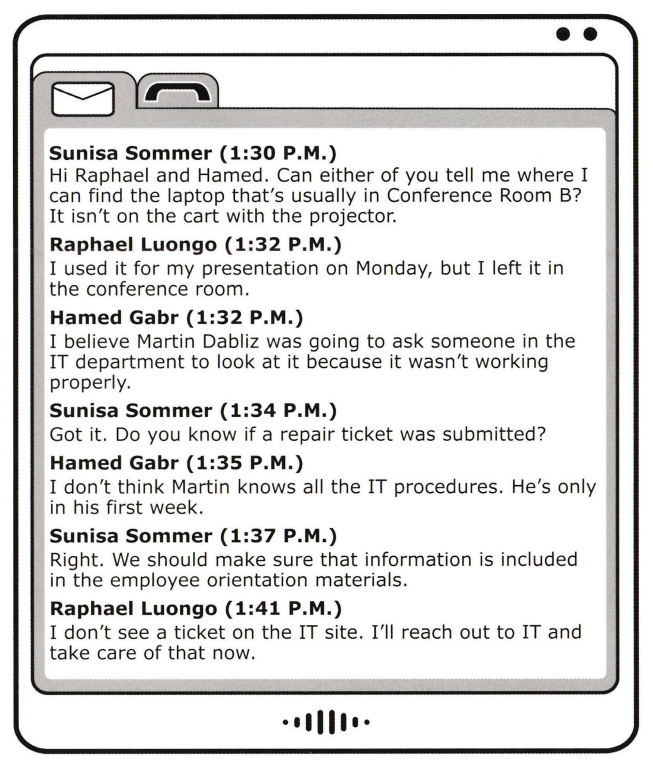 Sunisa Sommer (1:30 P.M.)
Hi Raphael and Hamed. Can either of you tell me where I
can find the laptop that's usually in Conference Room B?
It isn't on the cart with the projector.
Raphael Luongo (1:32 P.M.)
I used it for my presentation on Monday, but I left it in
the conference room.
Hamed Gabr (1:32 P.M.)
I believe Martin Dabliz was going to ask someone in the
IT department to look at it because it wasn't working
properly.
Sunisa Sommer (1:34 P.M.)
Got it. Do you know if a repair ticket was submitted?
Hamed Gabr (1:35 P.M.)
I don't think Martin knows all the IT procedures. He's only
in his first week.
Sunisa Sommer (1:37 P.M.)
Right. We should make sure that information is included
in the employee orientation materials.
Raphael Luongo (1:41 P.M.)
I don't see a ticket on the IT site. I'll reach out to IT and
take care of that now.